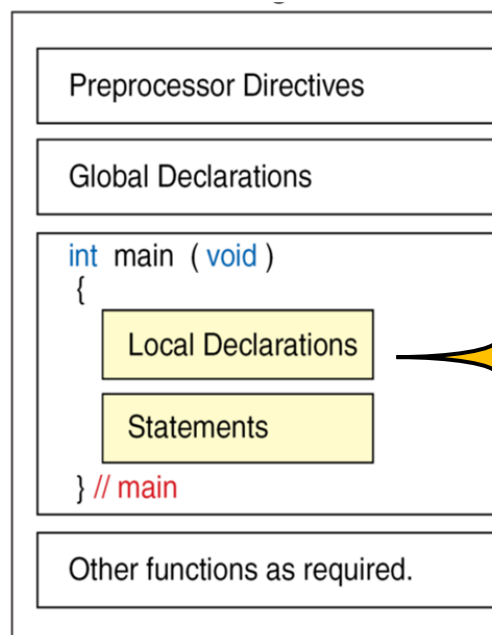 Preprocessor Directives
Global Declarations
int main ( void )
{
Local Declarations
Statements
} // main
Other functions as required.